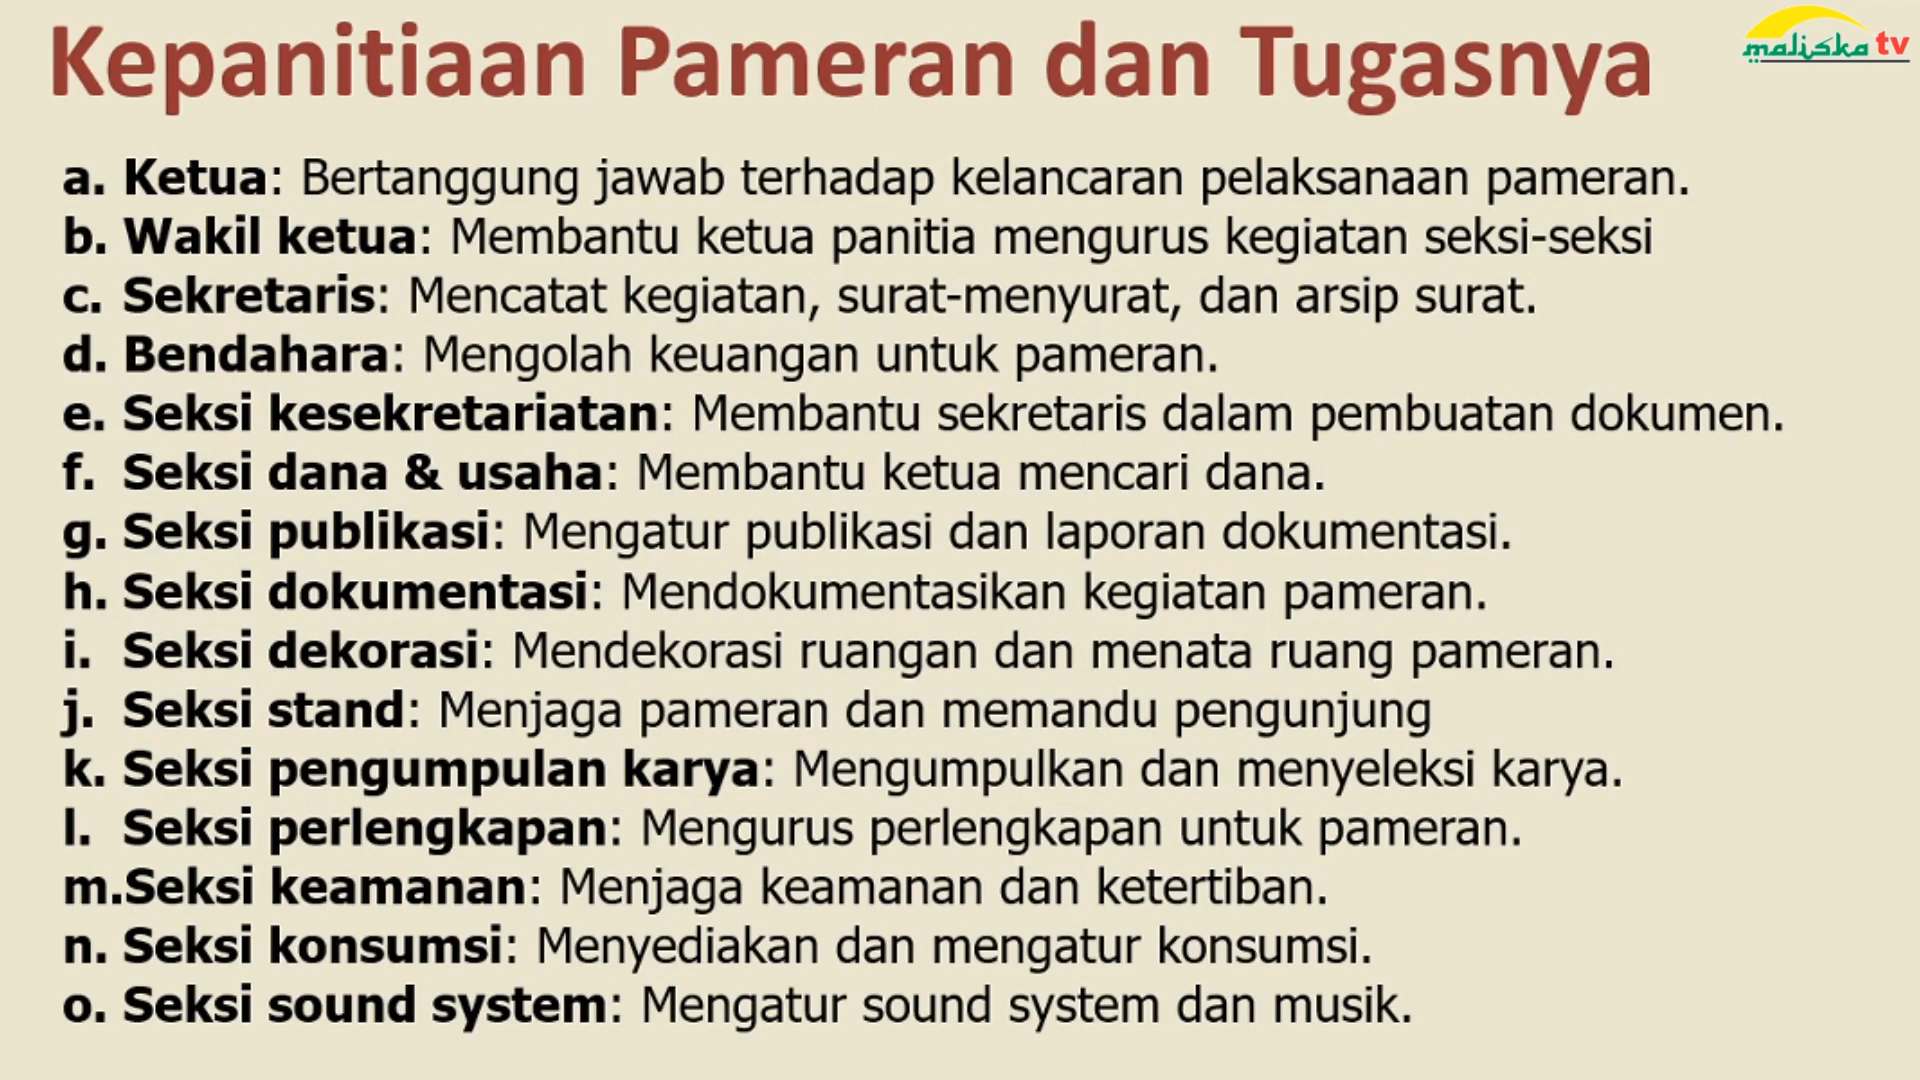 Kepanitiaan Pameran dan Tugasnya
maliska tv
a. Ketua: Bertanggung jawab terhadap kelancaran pelaksanaan pameran.
b. Wakil ketua: Membantu ketua panitia mengurus kegiatan seksi-seksi
c. Sekretaris: Mencatat kegiatan, surat-menyurat, dan arsip surat.
d. Bendahara: Mengolah keuangan untuk pameran.
e. Seksi kesekretariatan: Membantu sekretaris dalam pembuatan dokumen.
f. Seksi dana & usaha: Membantu ketua mencari dana.
g. Seksi publikasi: Mengatur publikasi dan laporan dokumentasi.
h. Seksi dokumentasi: Mendokumentasikan kegiatan pameran.
i. Seksi dekorasi: Mendekorasi ruangan dan menata ruang pameran.
j. Seksi stand: Menjaga pameran dan memandu pengunjung
k. Seksi pengumpulan karya: Mengumpulkan dan menyeleksi karya.
l. Seksi perlengkapan: Mengurus perlengkapan untuk pameran.
m.Seksi keamanan: Menjaga keamanan dan ketertiban.
n. Seksi konsumsi: Menyediakan dan mengatur konsumsi.
o. Seksi sound system: Mengatur sound system dan musik.